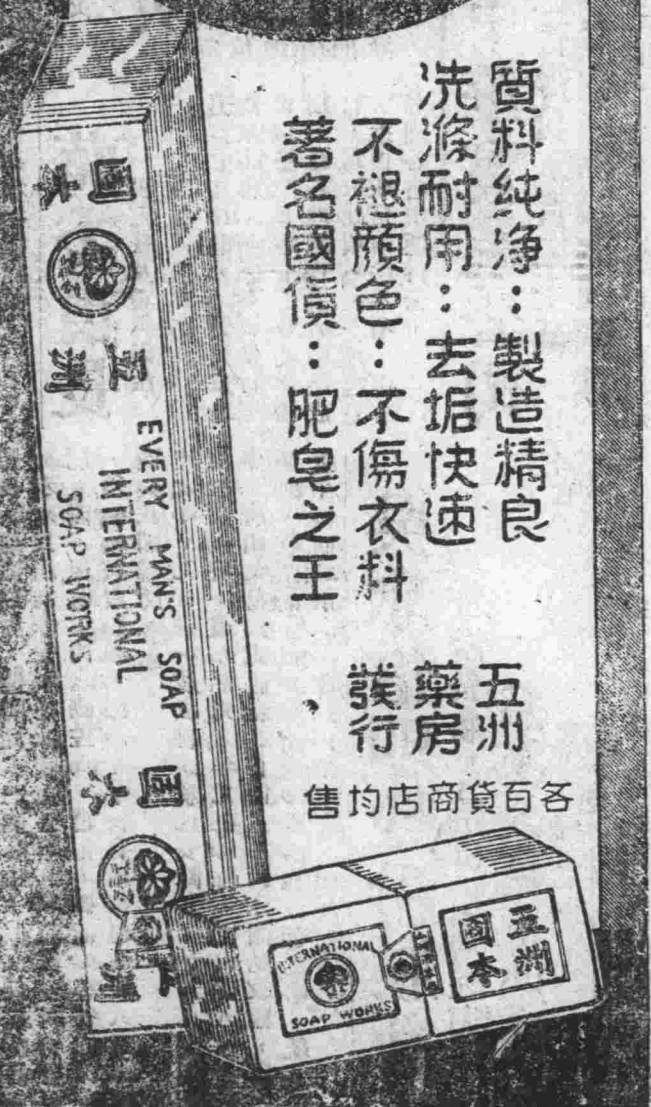 質料純淨：製造精良
洗滌耐用：去垢快速
不褪顏色：不傷衣料
著名國貨：肥皂之王
五洲
藥房
發行
各百貨商店均售
國本
五洲
EVERY MAN'S SOAP
INTERNATIONAL
SOAP WORKS
國本
INTERNATIONAL
SOAP WORKS
五洲
國本